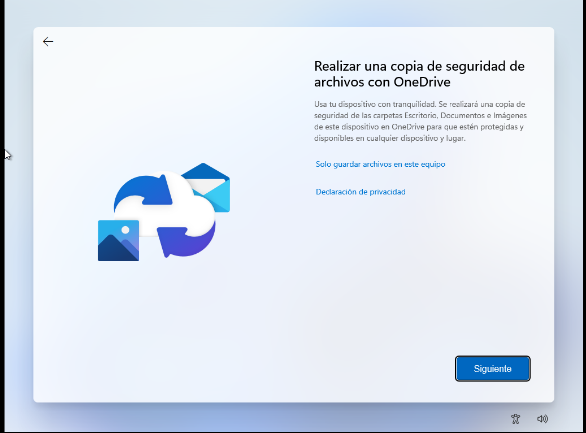 Realizar una copia de seguridad de
archivos con OneDrive
Usa tu dispositivo con tranquilidad. Se realizará una copia de
seguridad de las carpetas Escritorio, Documentos e Imágenes
de este dispositivo en OneDrive para que estén protegidas y
disponibles en cualquier dispositivo y lugar.
Solo guardar archivos en este equipo
Declaración de privacidad
Siguiente